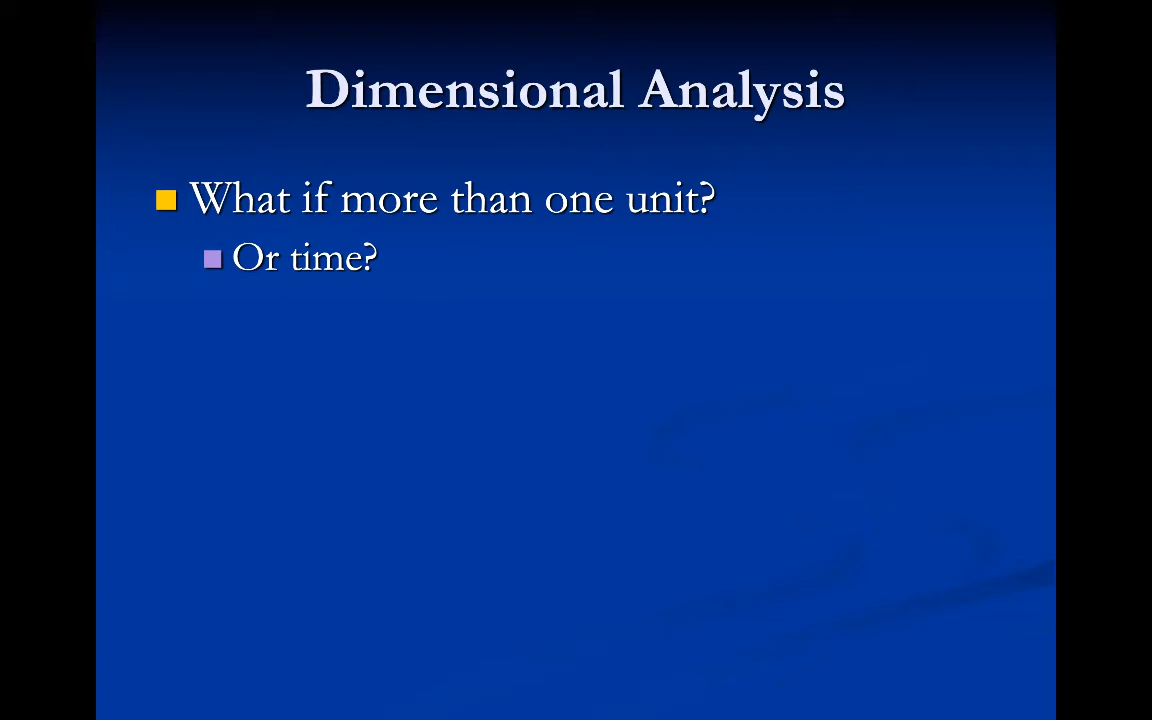 Dimensional Analysis
What if more than one unit?
Or time?